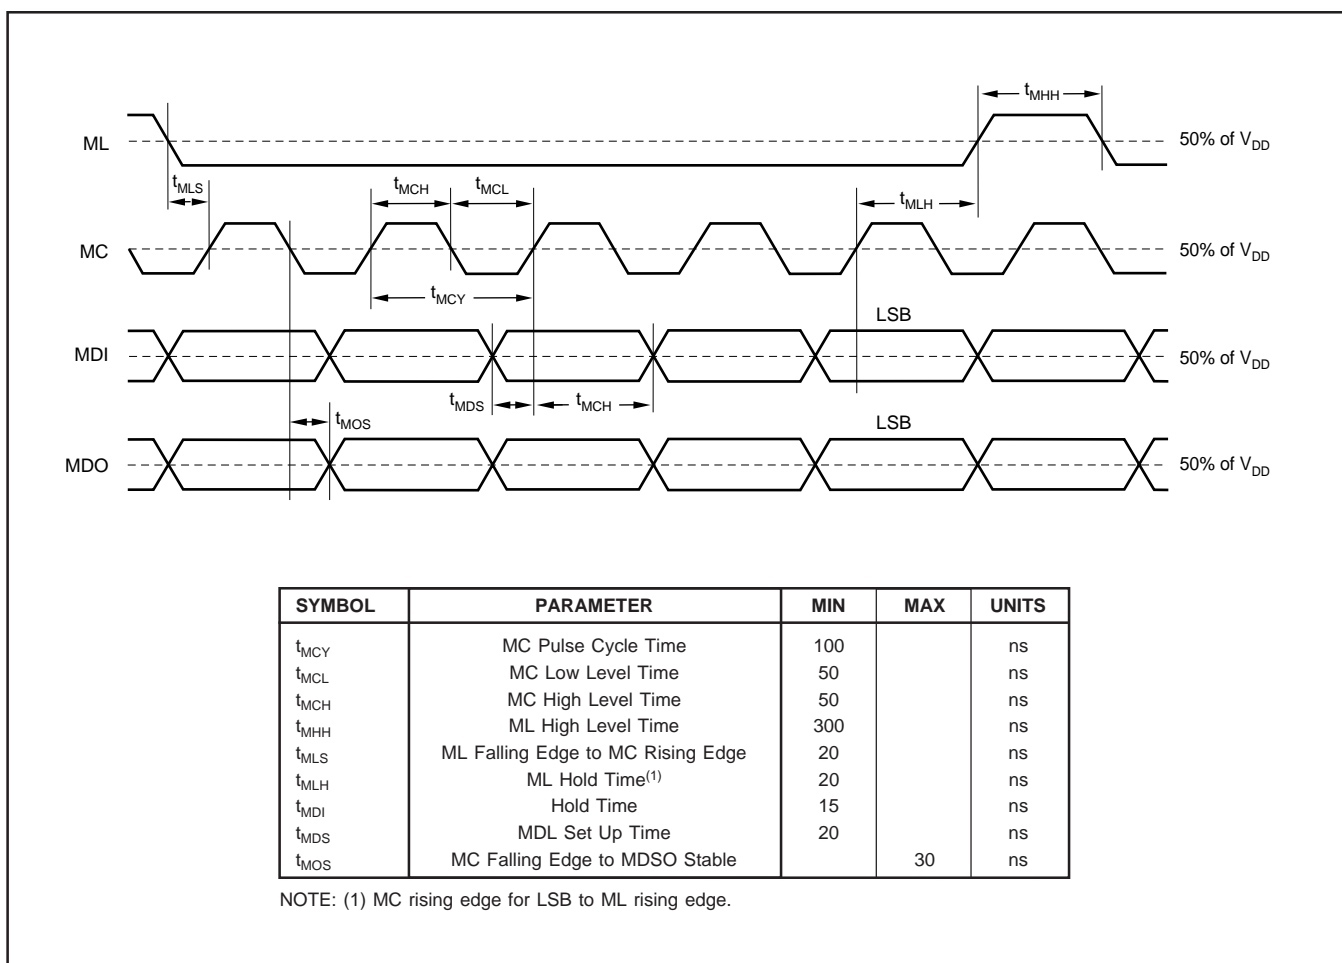 tMHH
ML
50% of VDD
tMLS
tMCH
tMCL
tMLH
MC
50% of VDD
tMCY
LSB
MDI
50% of VDD
tMDS
tMCH
tMOS
LSB
MDO
50% of VDD
SYMBOL PARAMETER MIN MAX UNITS
tMCY MC Pulse Cycle Time 100 ns
tMCL MC Low Level Time 50 ns
tMCH MC High Level Time 50 ns
tMHH ML High Level Time 300 ns
tMLS ML Falling Edge to MC Rising Edge 20 ns
tMLH ML Hold Time(1) 20 ns
tMDI Hold Time 15 ns
tMDS MDL Set Up Time 20 ns
tMOS MC Falling Edge to MDSO Stable 30 ns
NOTE: (1) MC rising edge for LSB to ML rising edge.